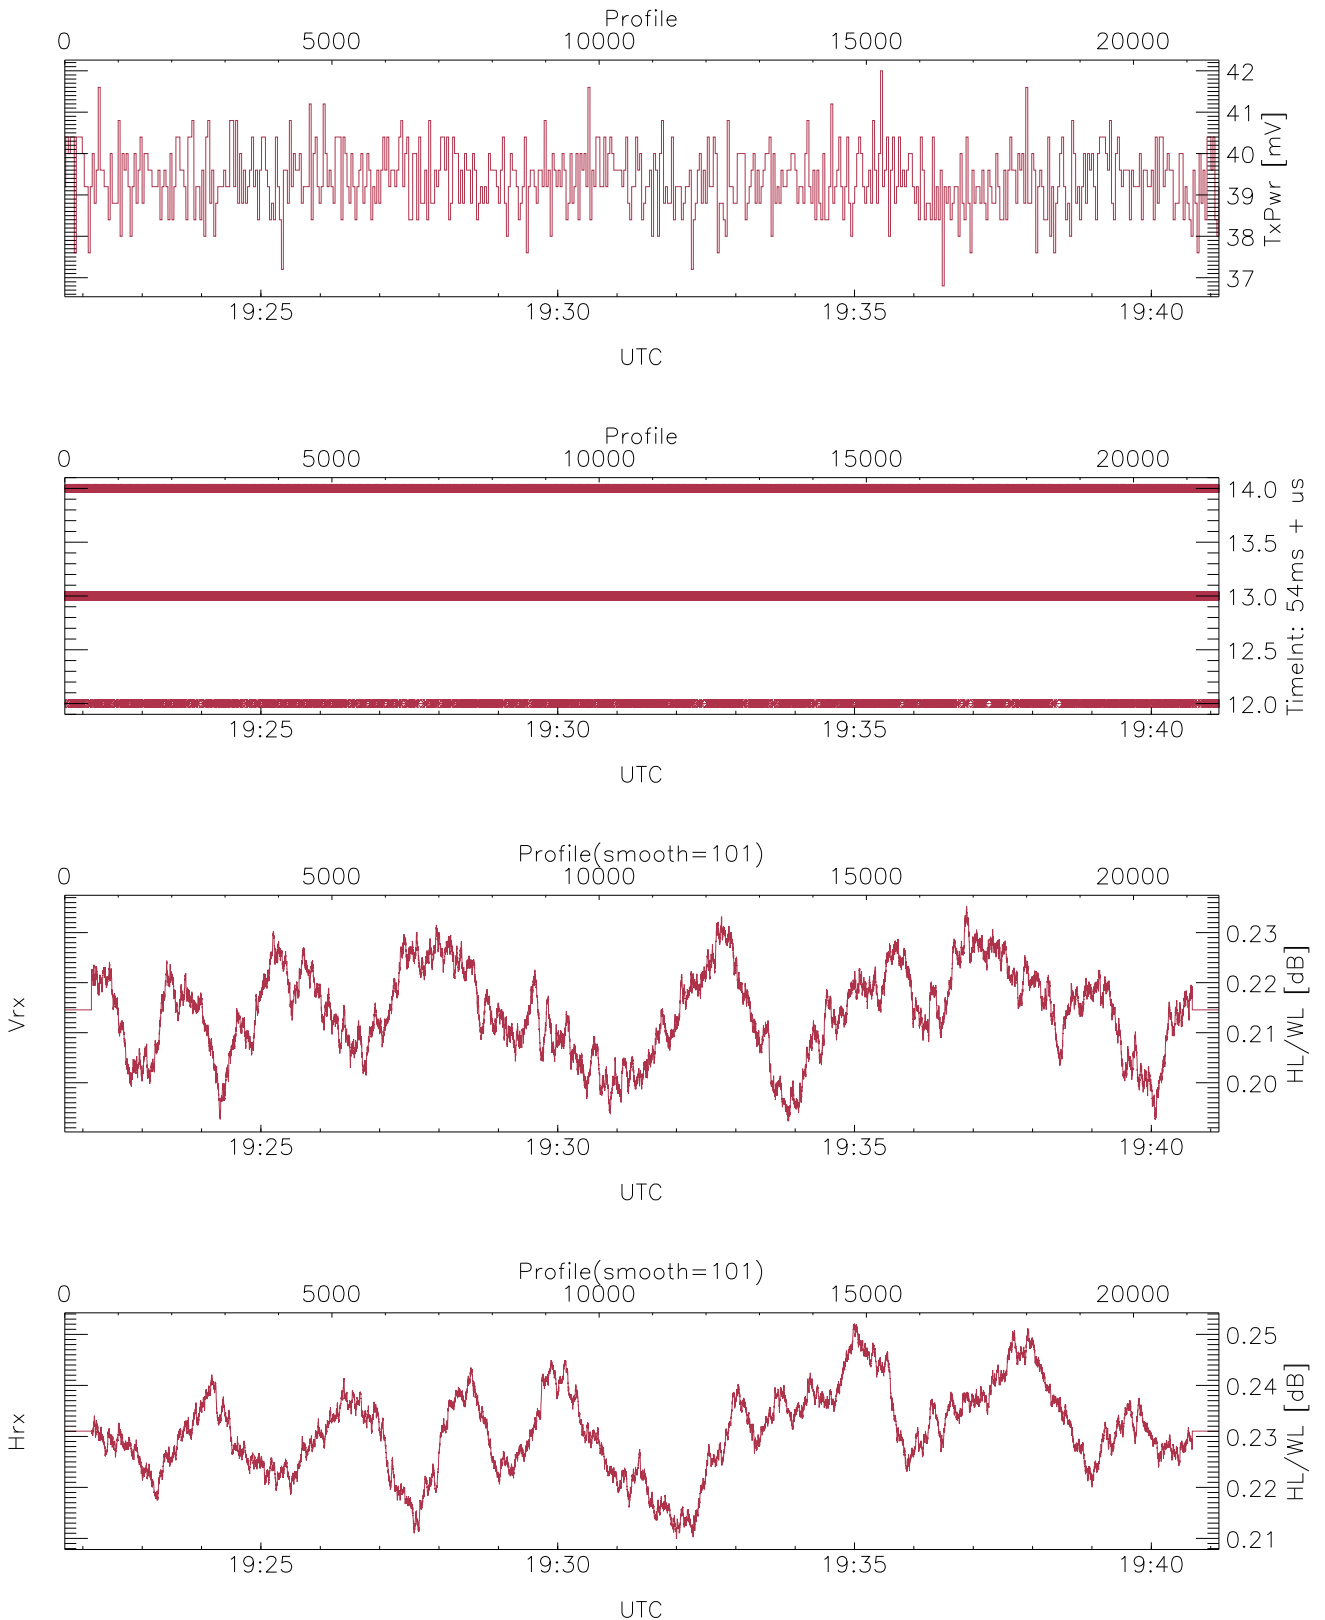 Profile
0 5000 10000 15000 20000
42
41
40
39
38
37
TxPwr [mV]
19:25 19:30 19:35 19:40
UTC
Profile
0 5000 10000 15000 20000
14.0
13.5
13.0
12.5
12.0
TimeInt: 54ms + us
19:25 19:30 19:35 19:40
UTC
Profile(smooth=101)
0 5000 10000 15000 20000
Vrx
0.23
0.22
0.21
0.20
HL/WL [dB]
19:25 19:30 19:35 19:40
UTC
Profile(smooth=101)
0 5000 10000 15000 20000
Hrx
0.25
0.24
0.23
0.22
0.21
HL/WL [dB]
19:25 19:30 19:35 19:40
UTC